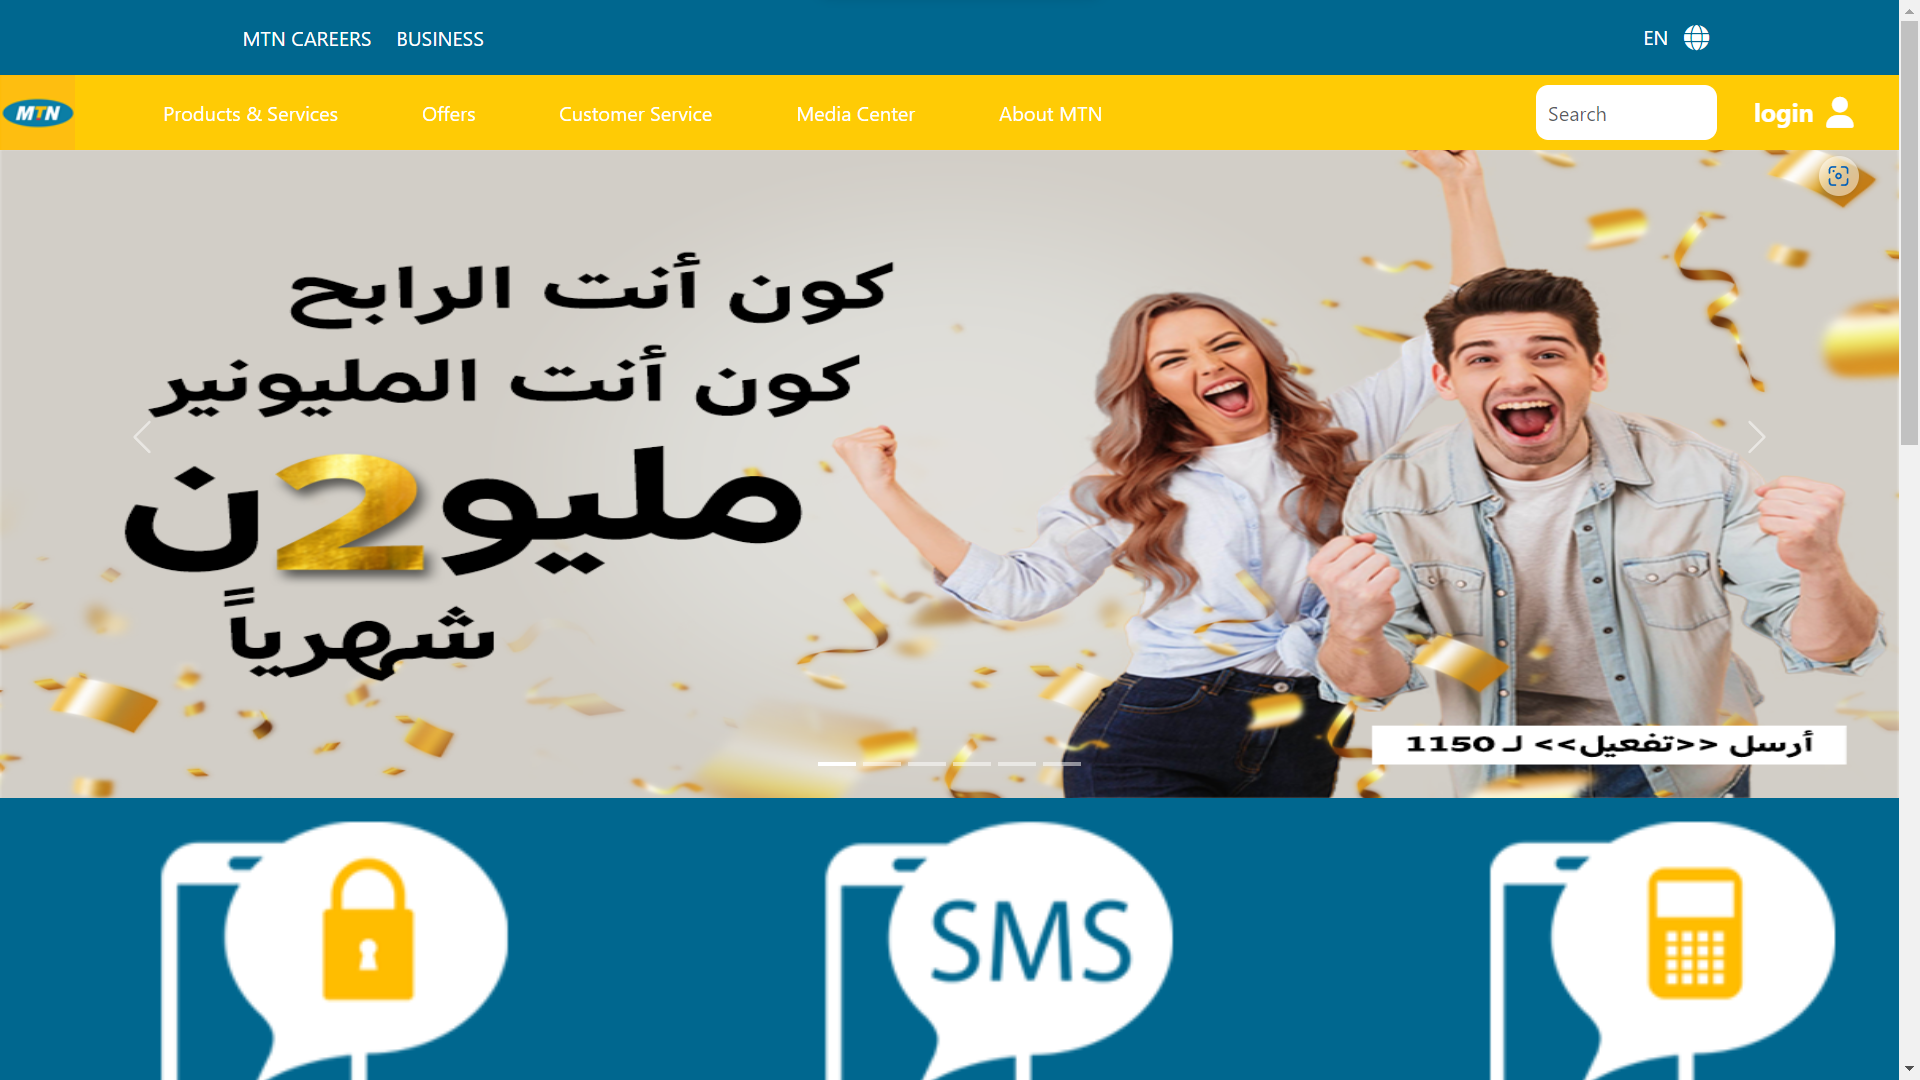 MTN CAREERS BUSINESS EN
MTN Products & Services Offers Customer Service Media Center About MTN Search login
كون أنت الرابح
كون أنت المليونير
مليو2ن
شهرياً
أرسل <<تفعيل>> لـ 1150
SMS